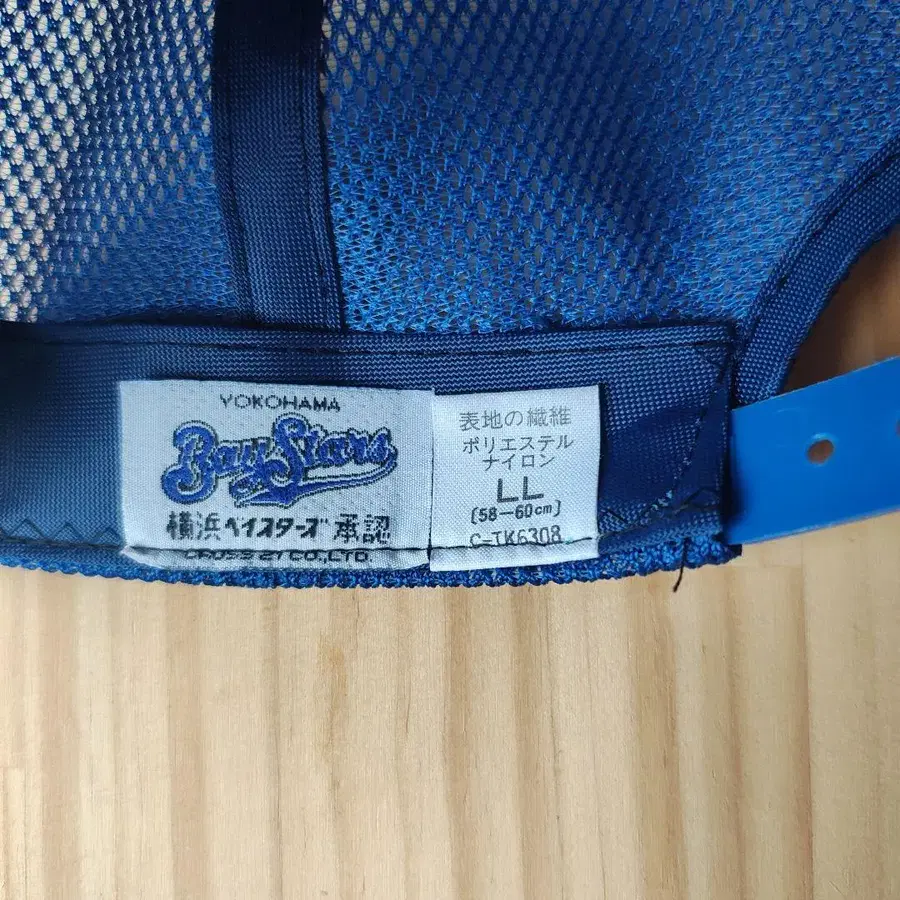 YOKOHAMA
BayStars
横浜ベイスターズ 承認
CROSS 21 CO.,LTD.
表地の繊維
ポリエステル
ナイロン
LL
[58-60cm]
C-TK6308